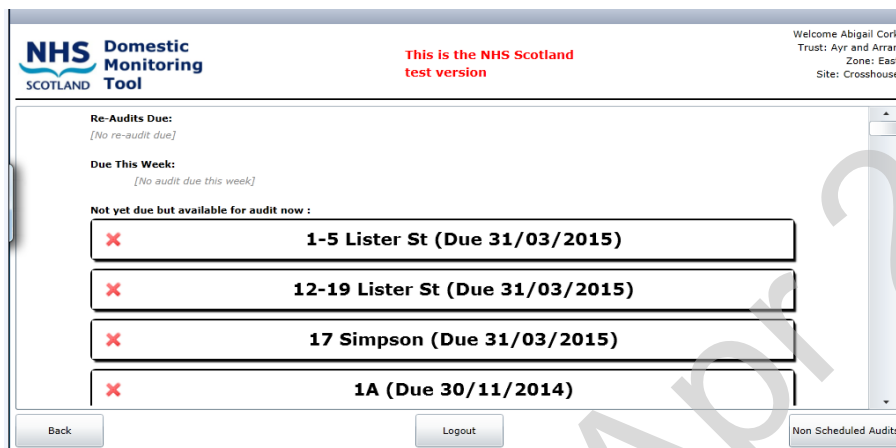 NHS
SCOTLAND
Domestic
Monitoring
Tool
This is the NHS Scotland
test version
Welcome Abigail Cork
Trust: Ayr and Arran
Zone: East
Site: Crosshouse
Re-Audits Due:
[No re-audit due]
Due This Week:
[No audit due this week]
Not yet due but available for audit now :
1-5 Lister St (Due 31/03/2015)
12-19 Lister St (Due 31/03/2015)
17 Simpson (Due 31/03/2015)
1A (Due 30/11/2014)
Back
Logout
Non Scheduled Audits
Apr 2